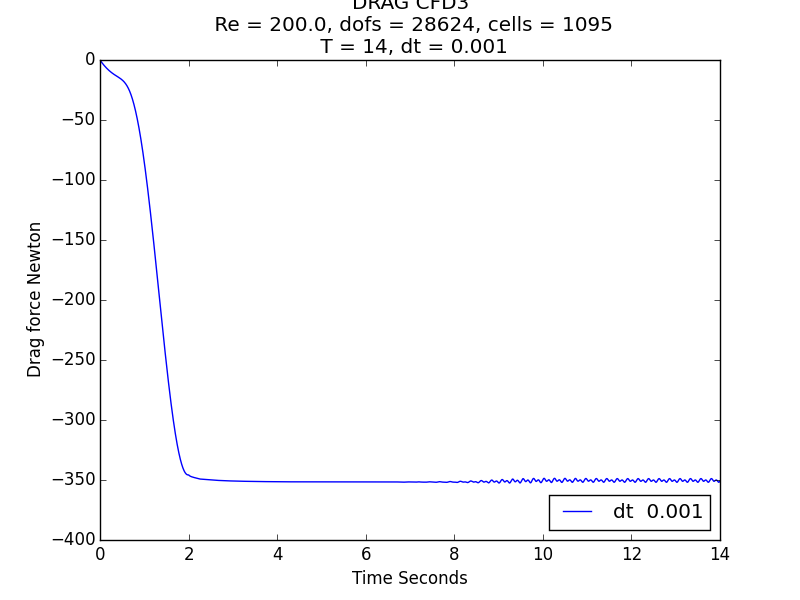 DRAG CFD3
Re = 200.0, dofs = 28624, cells = 1095
T = 14, dt = 0.001
0
−50
−100
−150
−200
−250
−300
−350
−400
Drag force Newton
dt 0.001
0 2 4 6 8 10 12 14
Time Seconds